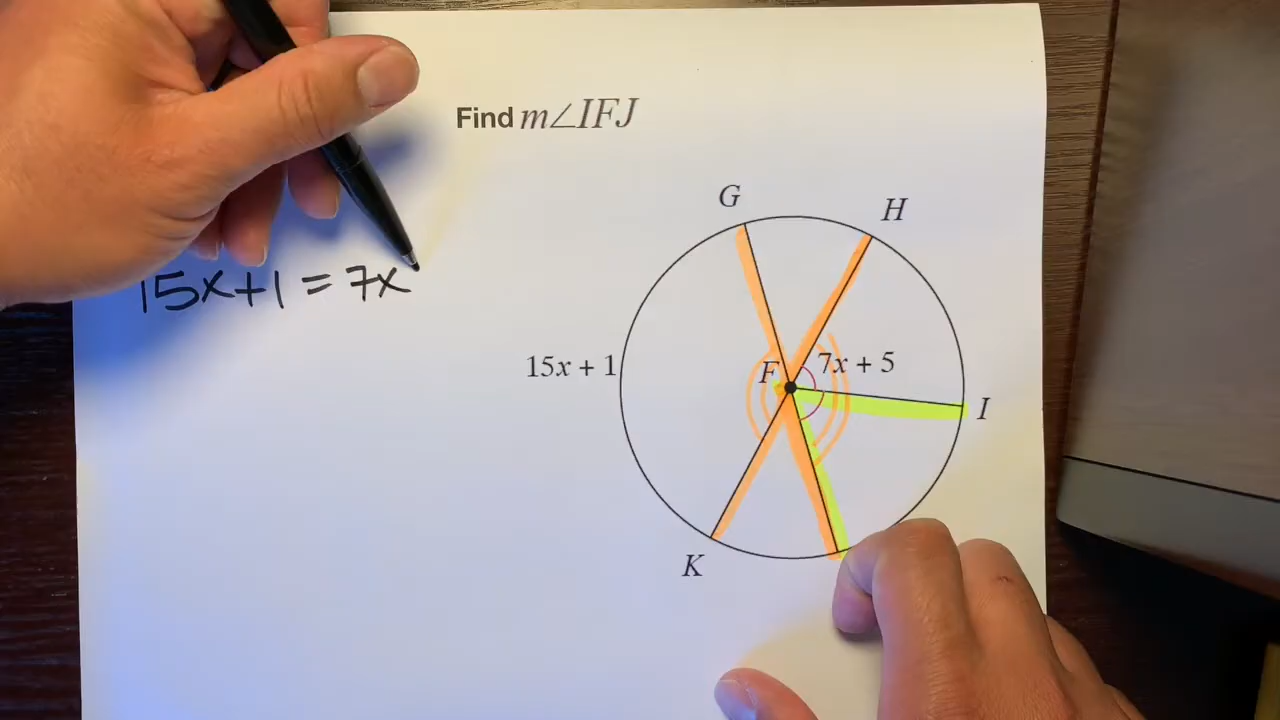 Find m∠IFJ
G
H
15x+1 = 7x
15x + 1
F
7x + 5
I
K